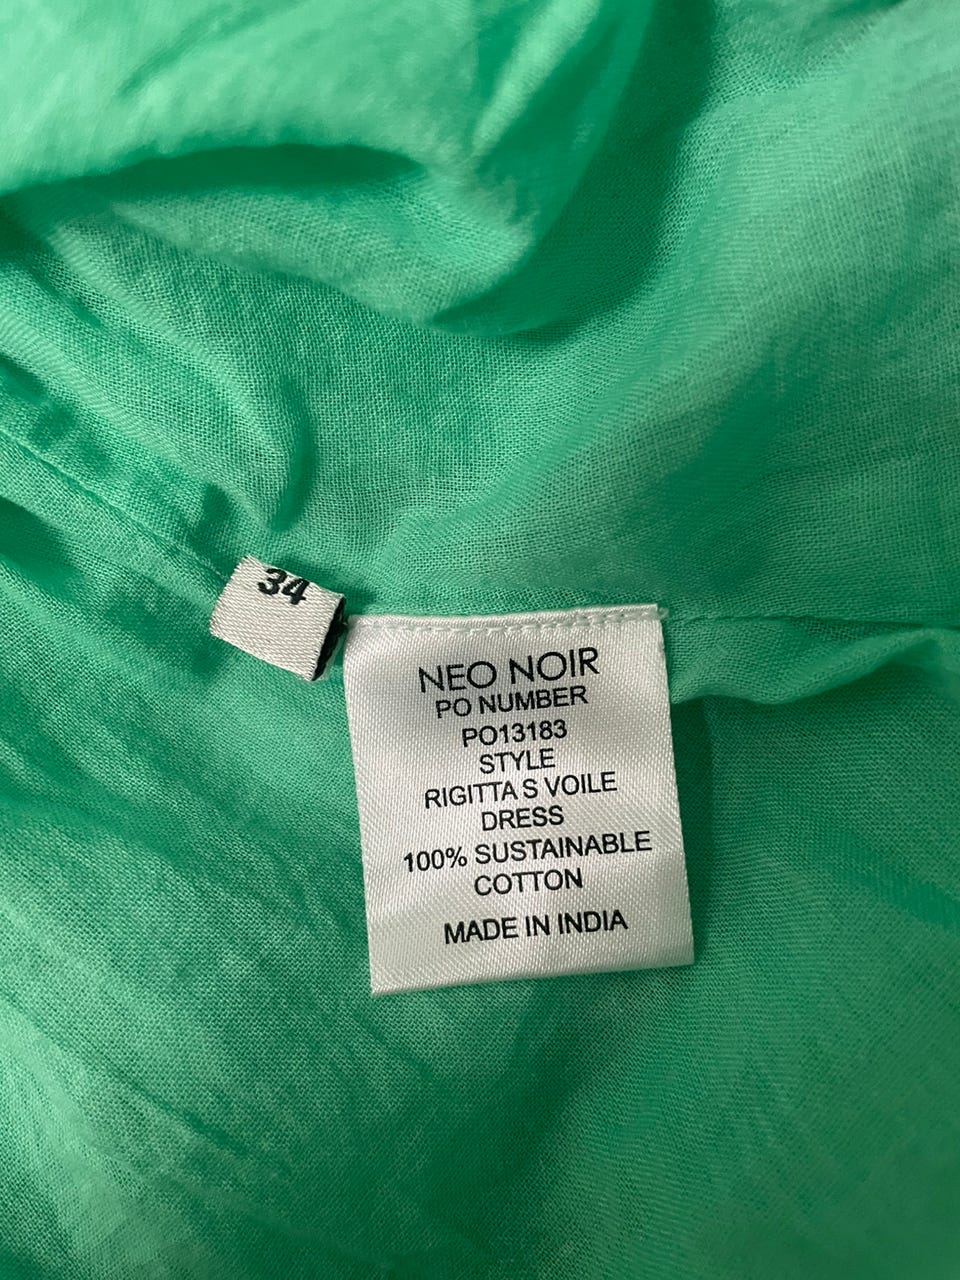 34
NEO NOIR
PO NUMBER
PO13183
STYLE
RIGITTA S VOILE
DRESS
100% SUSTAINABLE
COTTON
MADE IN INDIA